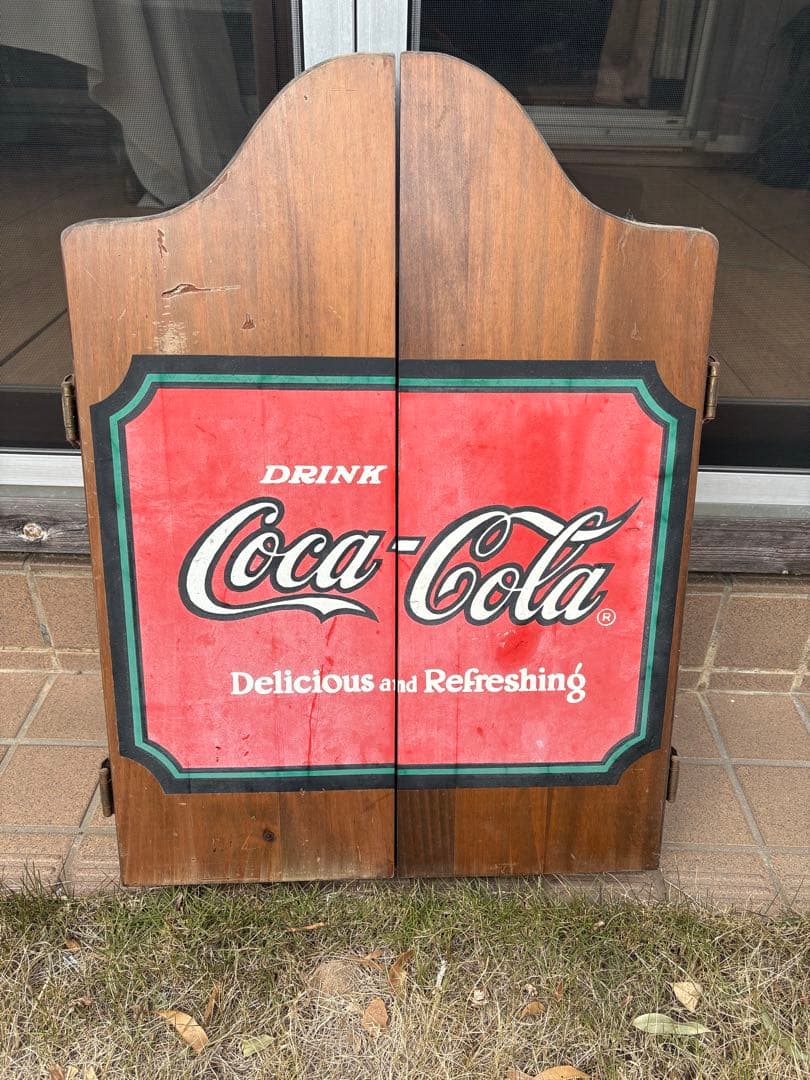 DRINK
Coca-Cola®
Delicious and Refreshing